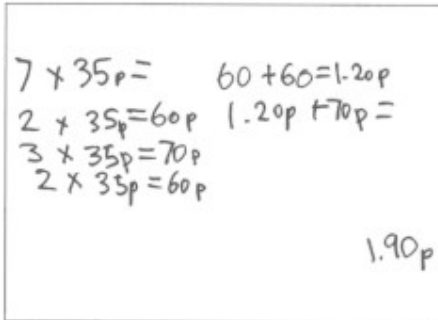 7 x 35p =
2 x 35p = 60p
3 x 35p = 70p
2 x 35p = 60p
60 + 60 = 1.20p
1.20p + 70p =
1.90p